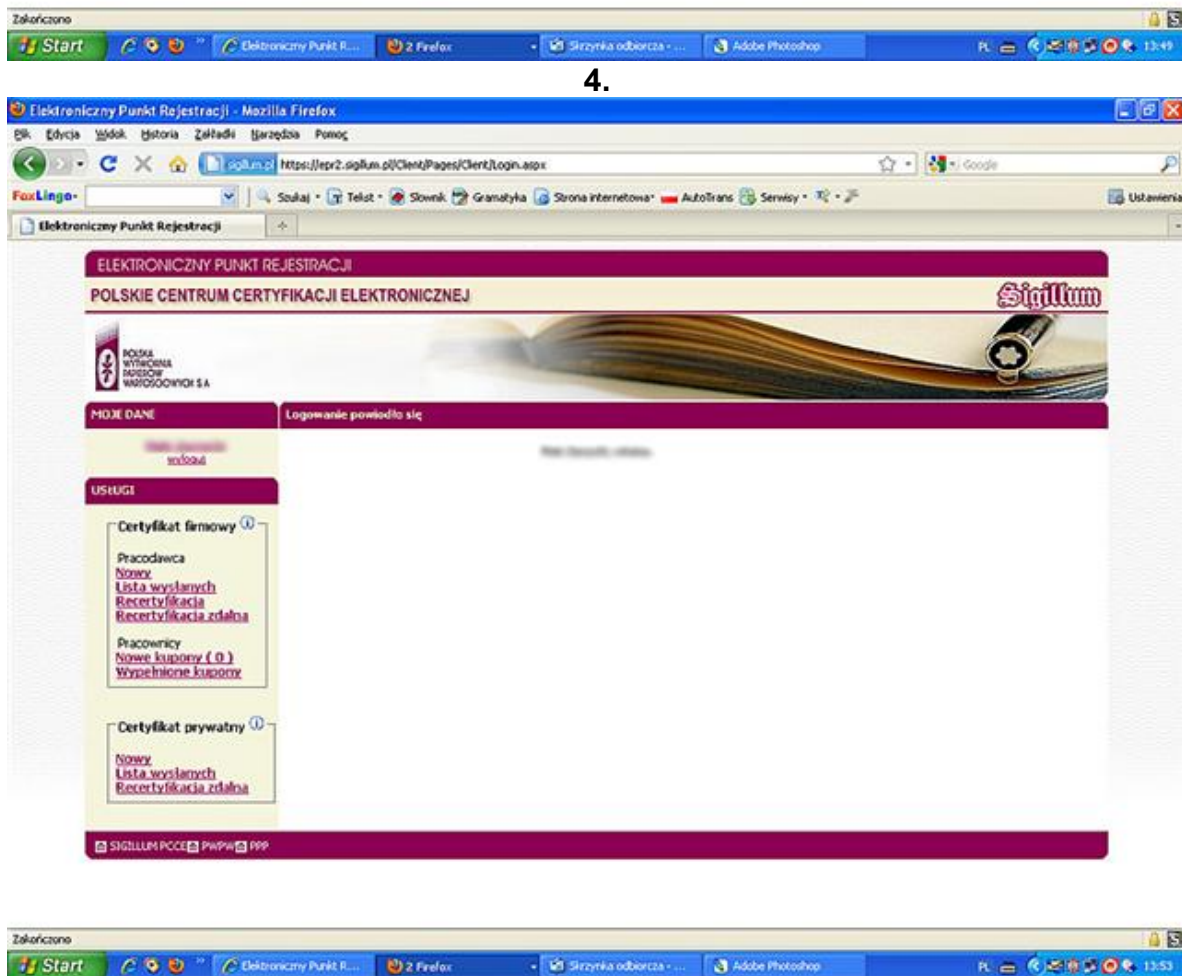 Zakończono
Start Elektroniczny Punkt R... 2 Firefox Skrzynka odbiorcza - ... Adobe Photoshop PL 13:49
4.
Elektroniczny Punkt Rejestracji - Mozilla Firefox
Plik Edycja Widok Historia Zakładki Narzędzia Pomoc
sigillum.pl https://epr2.sigillum.pl/Client/Pages/Client/Login.aspx Google
FoxLingo Szukaj Tekst Słownik Gramatyka Strona internetowa AutoTrans Serwisy Ustawienia
Elektroniczny Punkt Rejestracji
ELEKTRONICZNY PUNKT REJESTRACJI
POLSKIE CENTRUM CERTYFIKACJI ELEKTRONICZNEJ Sigillum
POLSKA
WYTWÓRNIA
PAPIERÓW
WARTOŚCIOWYCH S A
MOJE DANE Logowanie powiodło się
wyloguj
USŁUGI
Certyfikat firmowy
Pracodawca
Nowy
Lista wysłanych
Recertyfikacja
Recertyfikacja zdalna
Pracownicy
Nowe kupony ( 0 )
Wypełnione kupony
Certyfikat prywatny
Nowy
Lista wysłanych
Recertyfikacja zdalna
SIGILLUM PCCE PWPW PPP
Zakończono
Start Elektroniczny Punkt R... 2 Firefox Skrzynka odbiorcza - ... Adobe Photoshop PL 13:53